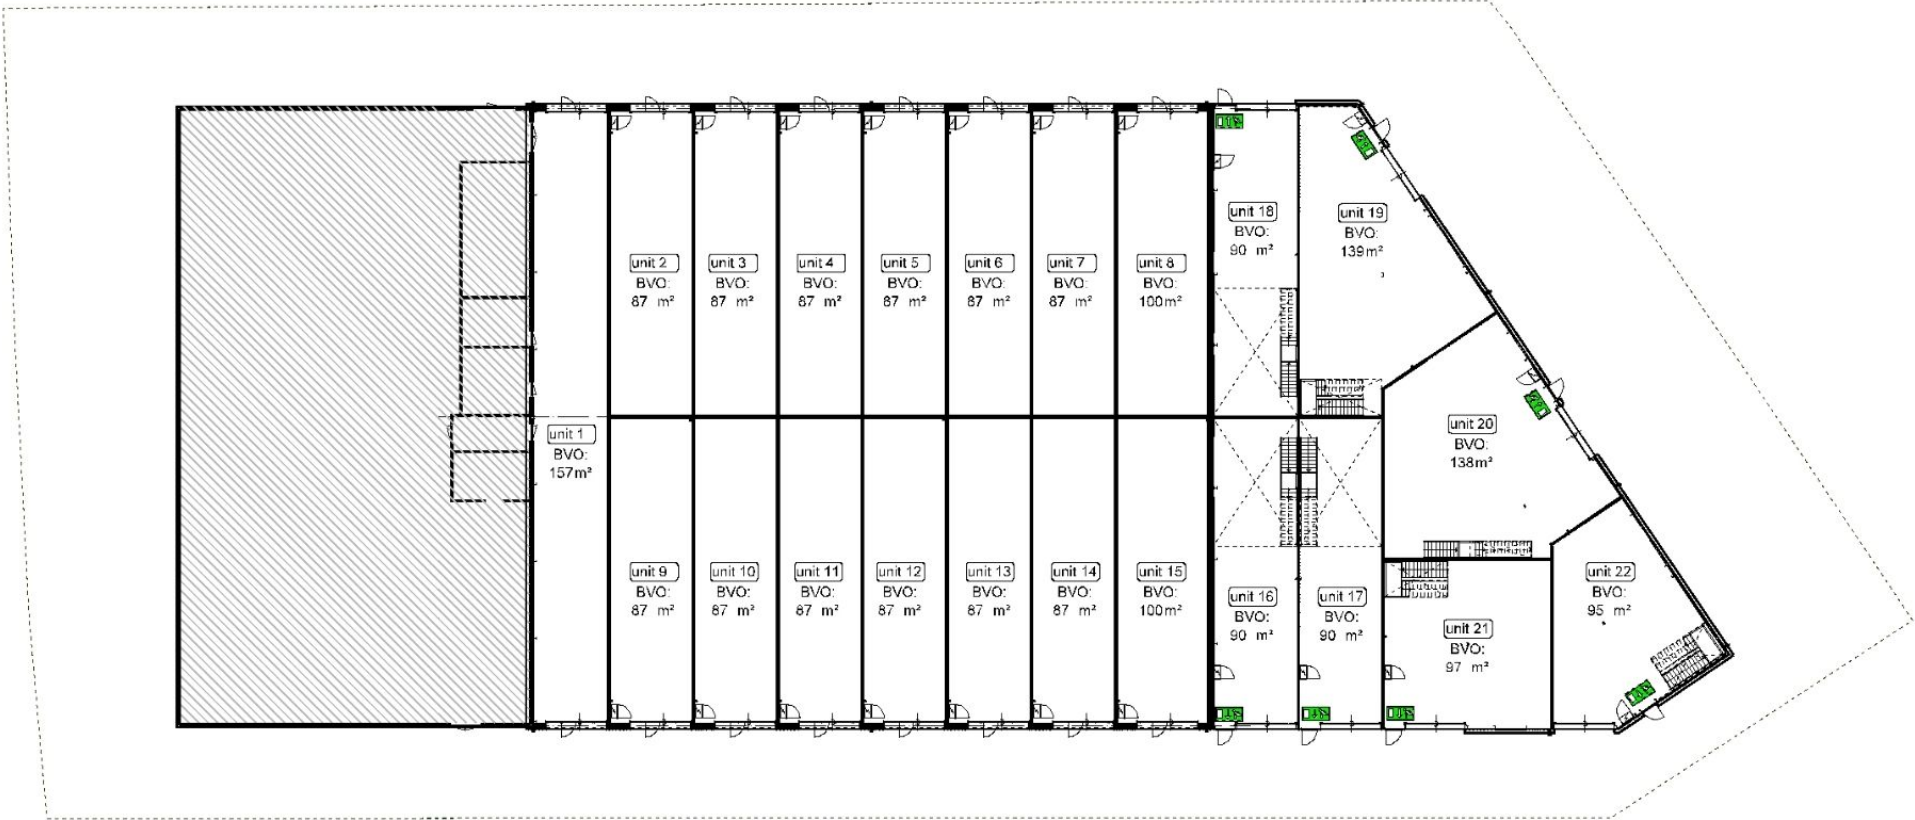 unit 18
BVO:
90 m²
unit 19
BVO:
139m²
unit 2
BVO:
87 m²
unit 3
BVO:
87 m²
unit 4
BVO:
87 m²
unit 5
BVO:
87 m²
unit 6
BVO:
87 m²
unit 7
BVO:
87 m²
unit 8
BVO:
100m²
unit 1
BVO:
157m²
unit 20
BVO:
138m²
unit 9
BVO:
87 m²
unit 10
BVO:
87 m²
unit 11
BVO:
87 m²
unit 12
BVO:
87 m²
unit 13
BVO:
87 m²
unit 14
BVO:
87 m²
unit 15
BVO:
100m²
unit 16
BVO:
90 m²
unit 17
BVO:
90 m²
unit 21
BVO:
97 m²
unit 22
BVO:
95 m²